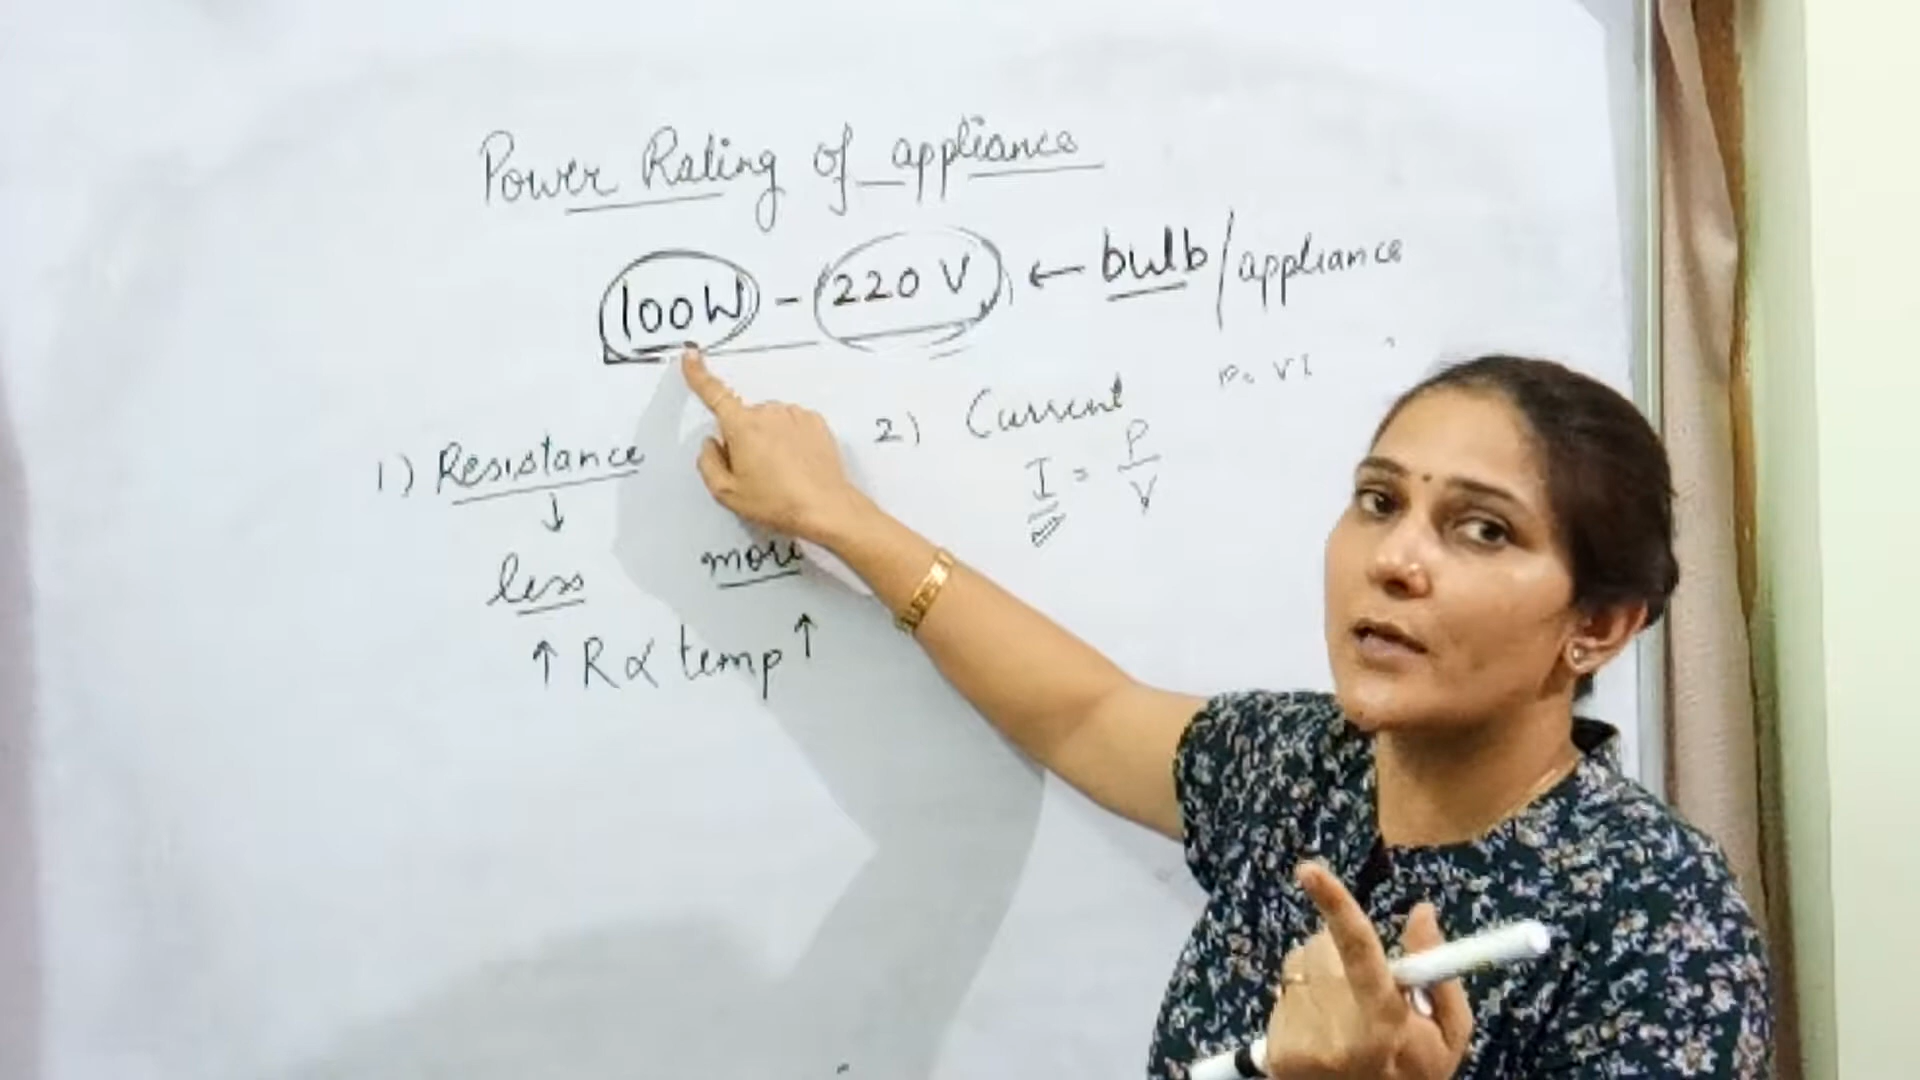 Power Rating of appliance
100W - 220 V ← bulb/appliance
P = VI
1) Resistance
↓
less more
↑ R α temp ↑
2) Current
I = P/V